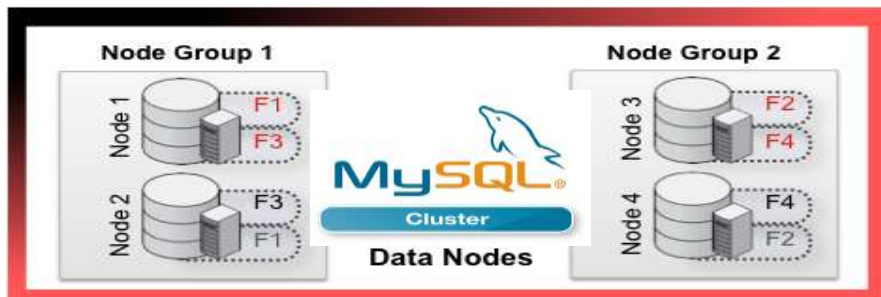 Node Group 1
Node 1
F1
F3
Node 2
F3
F1
MySQL®
Cluster
Data Nodes
Node Group 2
Node 3
F2
F4
Node 4
F4
F2